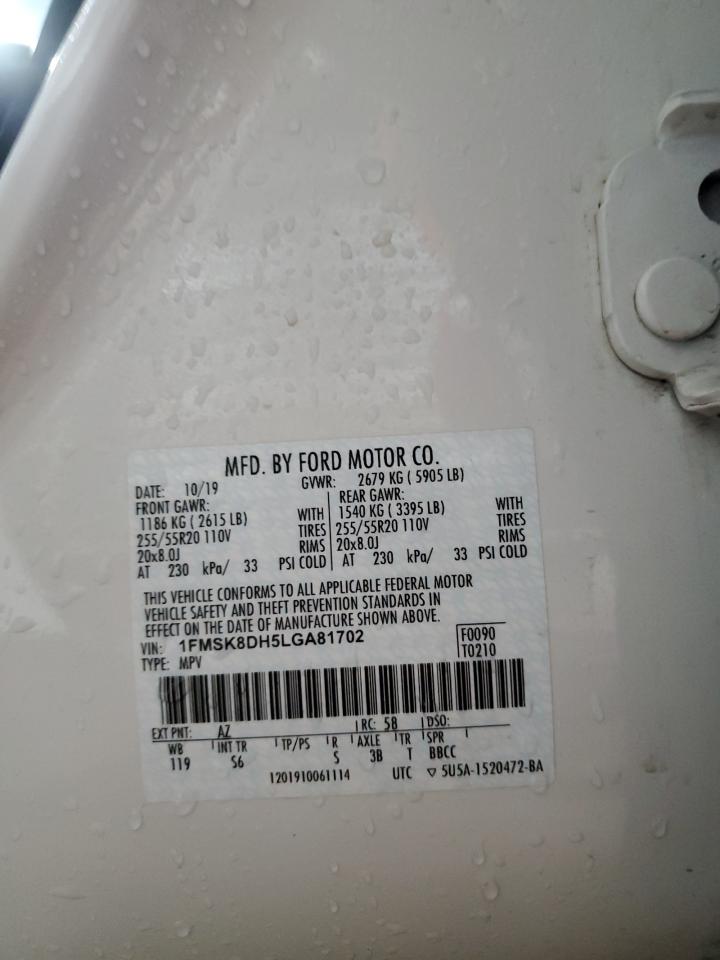 MFD. BY FORD MOTOR CO.
DATE: 10/19 GVWR: 2679 KG ( 5905 LB)
FRONT GAWR: REAR GAWR:
1186 KG ( 2615 LB) WITH 1540 KG ( 3395 LB) WITH
255/55R20 110V TIRES 255/55R20 110V TIRES
20x8.0J RIMS 20x8.0J RIMS
AT 230 kPa/ 33 PSI COLD AT 230 kPa/ 33 PSI COLD
THIS VEHICLE CONFORMS TO ALL APPLICABLE FEDERAL MOTOR
VEHICLE SAFETY AND THEFT PREVENTION STANDARDS IN
EFFECT ON THE DATE OF MANUFACTURE SHOWN ABOVE.
VIN: 1FMSK8DH5LGA81702 F0090
TYPE: MPV T0210
EXT PNT: AZ RC: 58 DSO:
WB INT TR TP/PS R AXLE TR SPR
119 S6 S 3B T BBCC
1201910061114 UTC ▽ 5U5A-1520472-BA